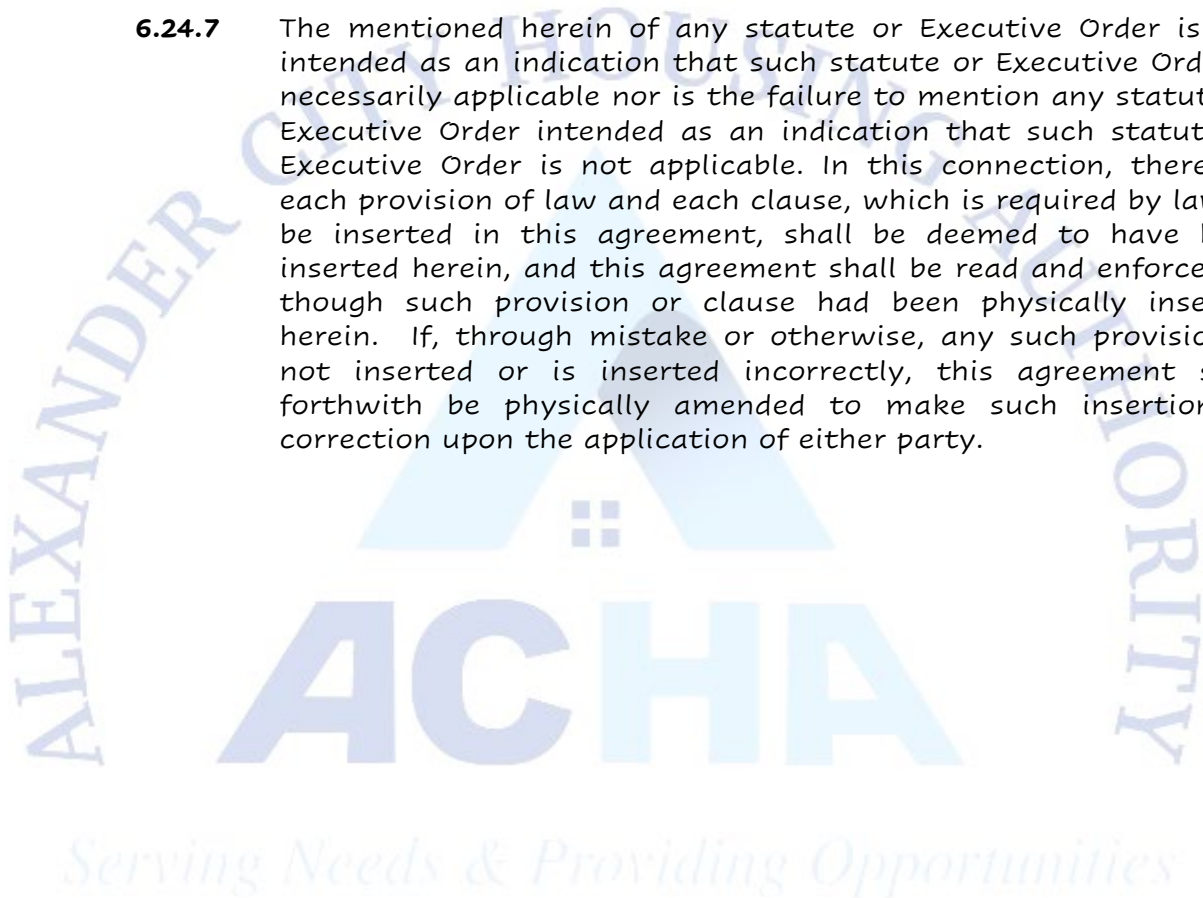 6.24.7 The mentioned herein of any statute or Executive Order is
intended as an indication that such statute or Executive Ord
necessarily applicable nor is the failure to mention any statut
Executive Order intended as an indication that such statut
Executive Order is not applicable. In this connection, there
each provision of law and each clause, which is required by law
be inserted in this agreement, shall be deemed to have
inserted herein, and this agreement shall be read and enforce
though such provision or clause had been physically inse
herein. If, through mistake or otherwise, any such provisio
not inserted or is inserted incorrectly, this agreement s
forthwith be physically amended to make such insertion
correction upon the application of either party.
ALEXANDER CITY HOUSING AUTHORITY
ACHA
Serving Needs & Providing Opportunities